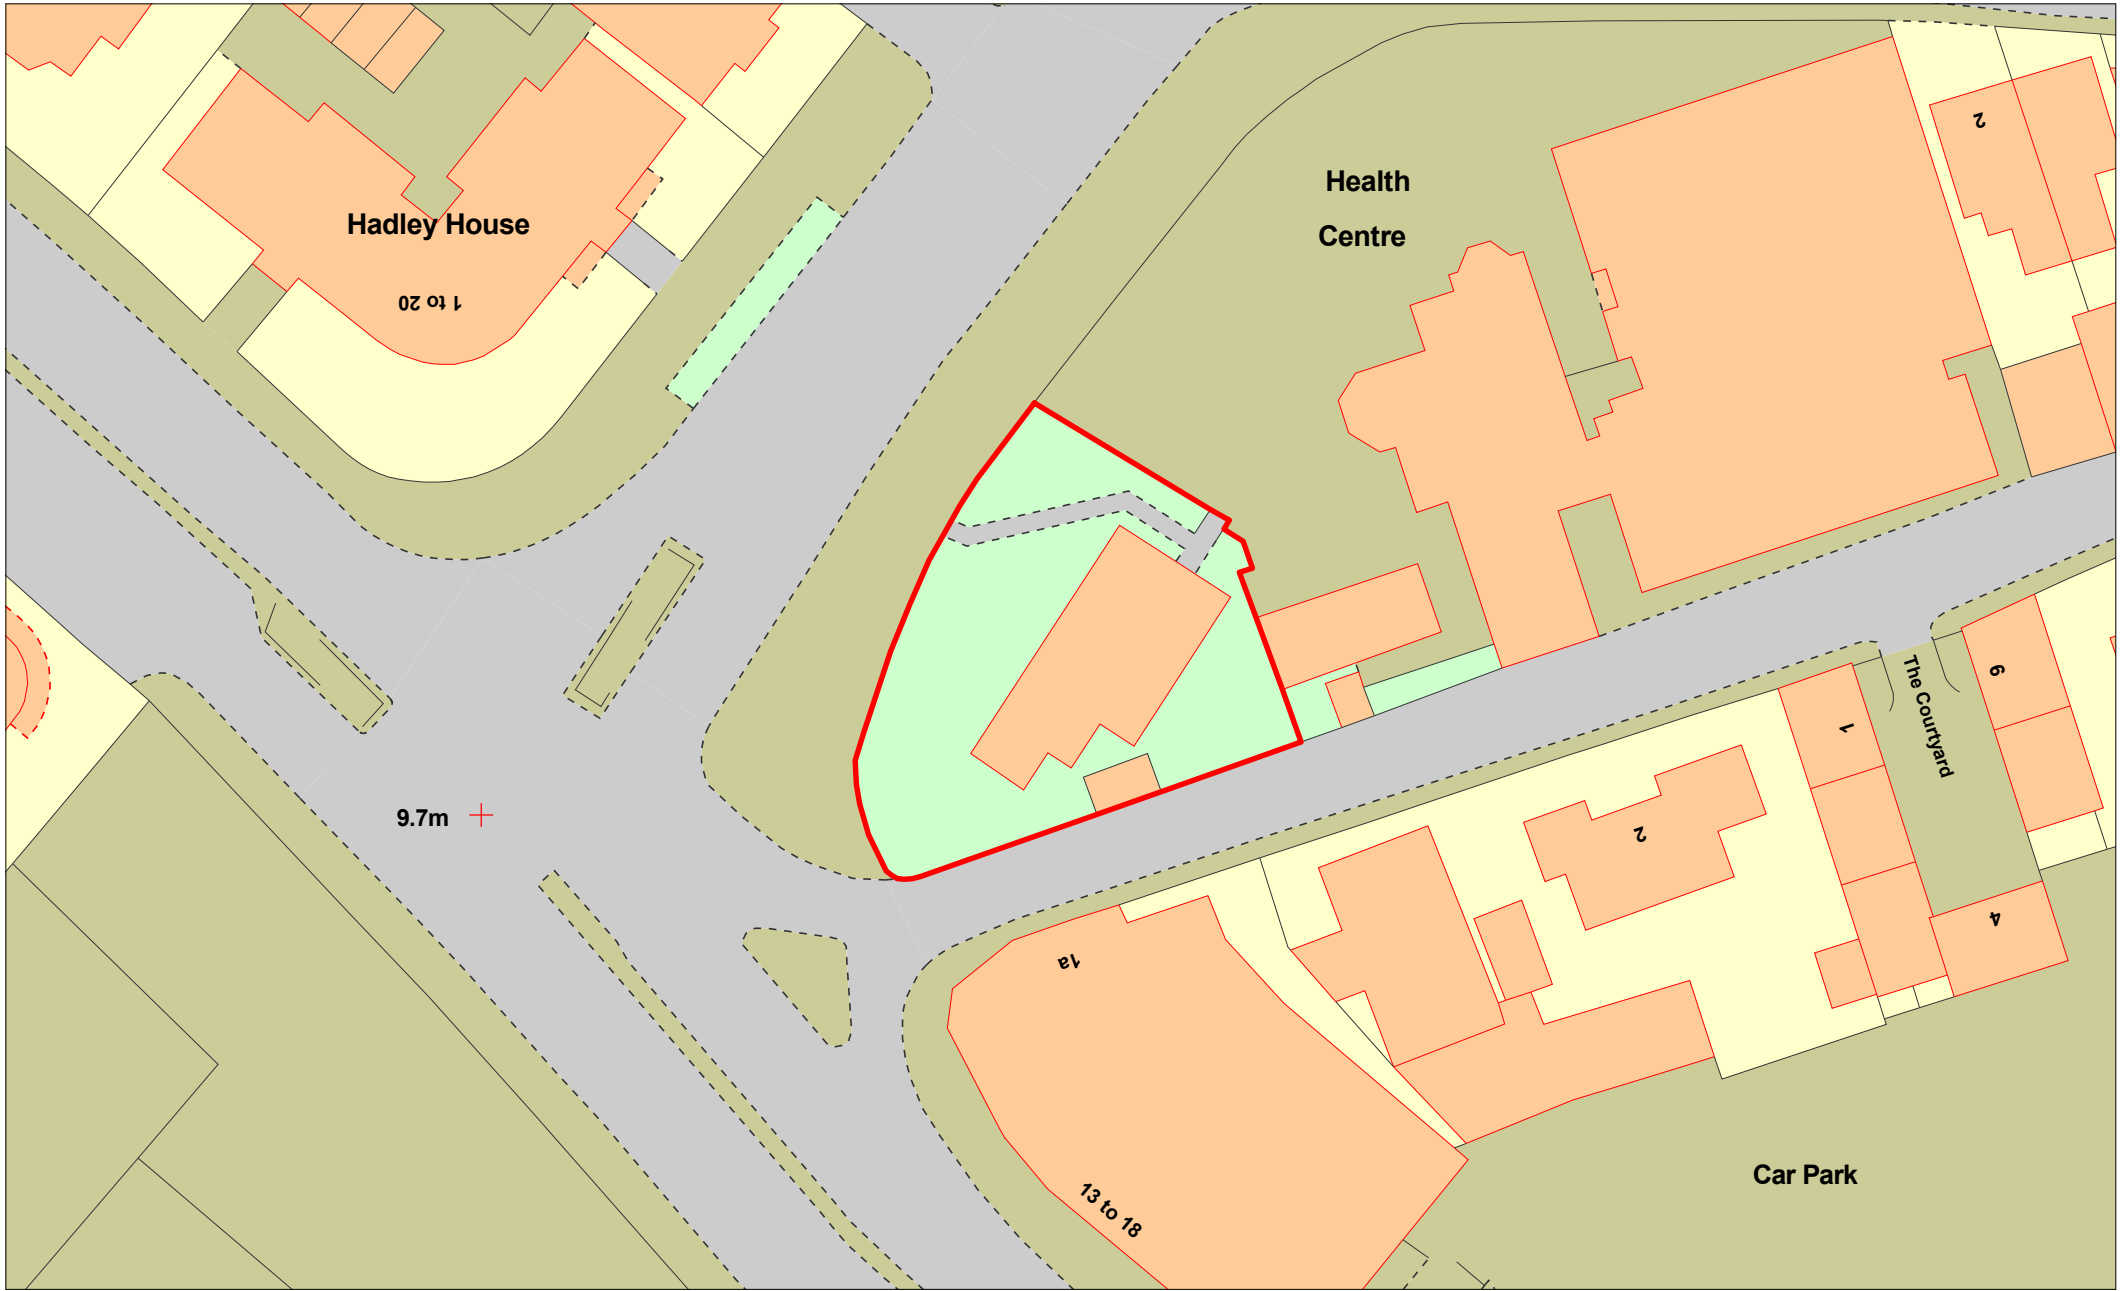 2
Health
Centre
Hadley House
1 to 20
6
The Courtyard
1
9.7m
2
4
1a
Car Park
13 to 18